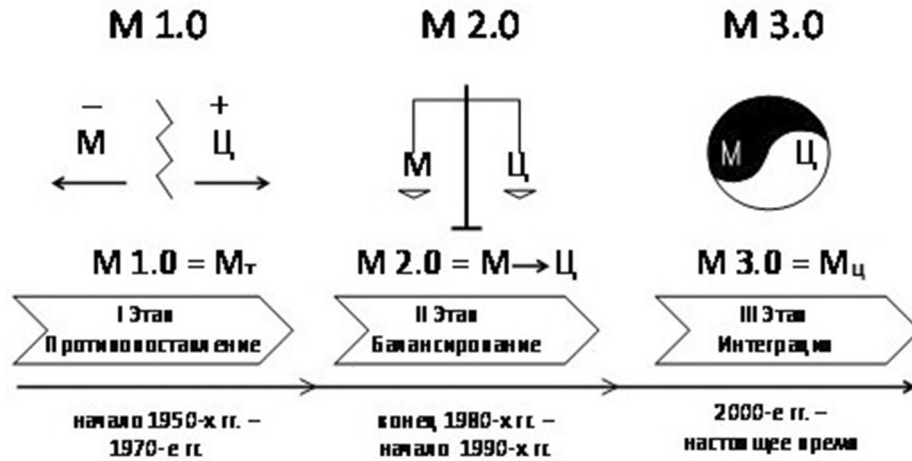 М 1.0 М 2.0 М 3.0
– +
М Ц М Ц М Ц
М 1.0 = Мт М 2.0 = М→Ц М 3.0 = Мц
I Этап II Этап III Этап
Противопоставление Балансирование Интеграция
начало 1950-х гг. – конец 1980-х гг. – 2000-е гг. –
1970-е гг. начало 1990-х гг. настоящее время